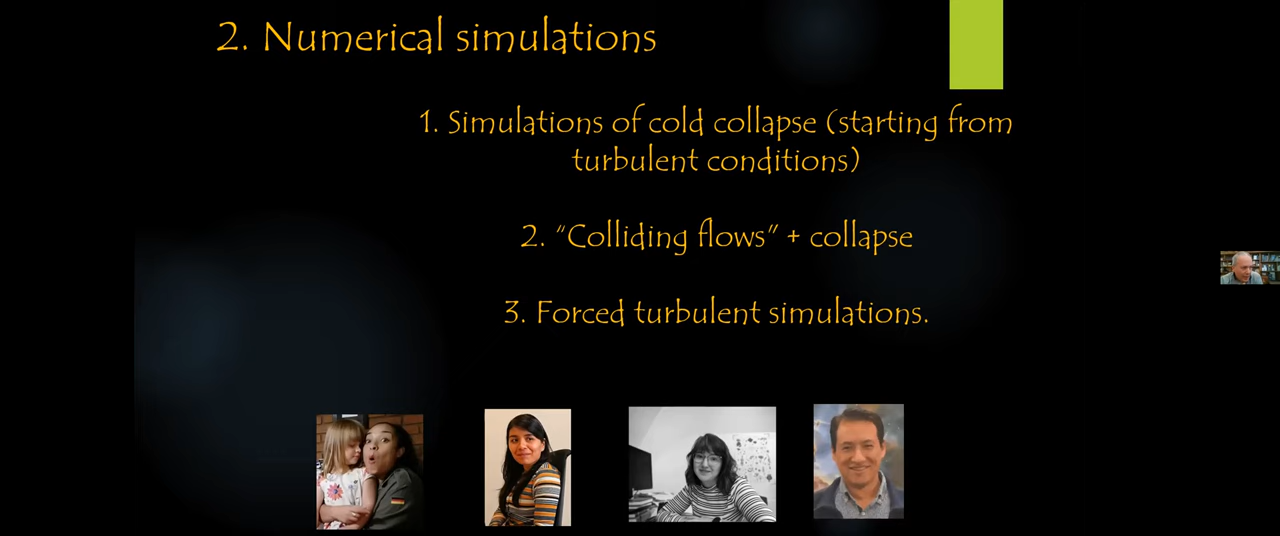 2. Numerical simulations
1. Simulations of cold collapse (starting from
turbulent conditions)
2. "Colliding flows" + collapse
3. Forced turbulent simulations.